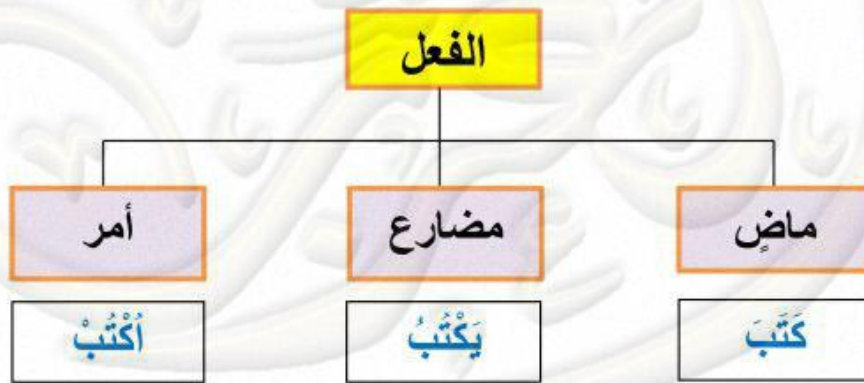 الفعل
ماضٍ
مضارع
أمر
كَتَبَ
يَكْتُبُ
اُكْتُبْ